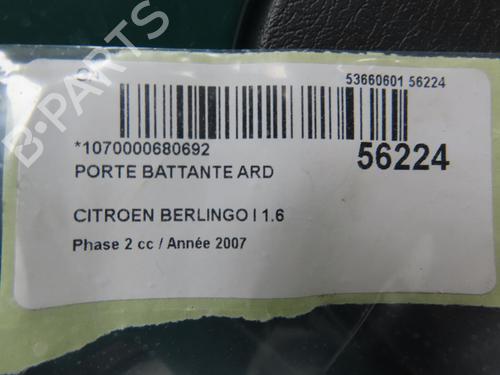 B-PARTS
53660601 56224
*1070000680692
56224
PORTE BATTANTE ARD
CITROEN BERLINGO I 1.6
Phase 2 cc / Année 2007